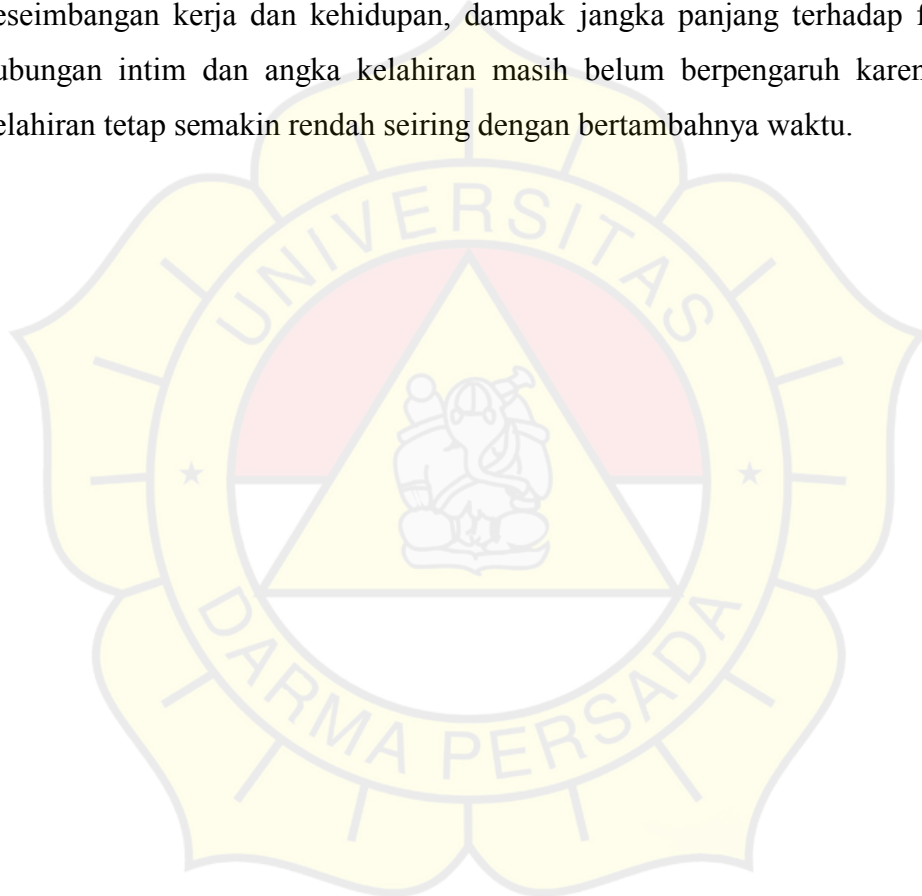 eseimbangan kerja dan kehidupan, dampak jangka panjang terhadap
ubungan intim dan angka kelahiran masih belum berpengaruh
elahiran tetap semakin rendah seiring dengan bertambahnya waktu.
UNIVERSITAS
DARMA PERSADA